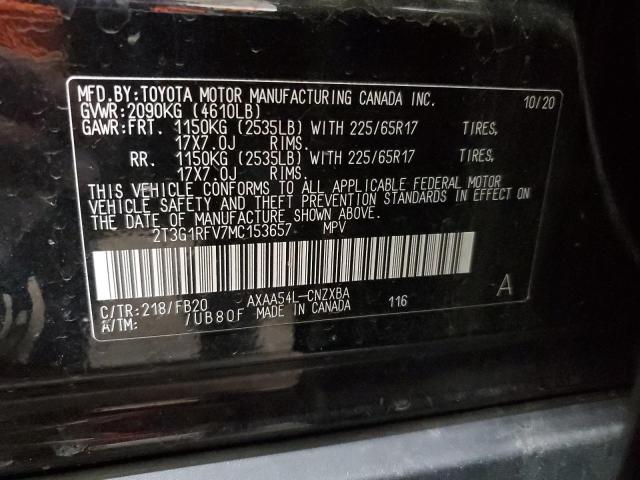 MFD.BY:TOYOTA MOTOR MANUFACTURING CANADA INC. 10/20
GVWR:2090KG (4610LB)
GAWR:FRT. 1150KG (2535LB) WITH 225/65R17 TIRES,
17X7.0J RIMS.
RR. 1150KG (2535LB) WITH 225/65R17 TIRES,
17X7.0J RIMS.
THIS VEHICLE CONFORMS TO ALL APPLICABLE FEDERAL MOTOR
VEHICLE SAFETY AND THEFT PREVENTION STANDARDS IN EFFECT ON
THE DATE OF MANUFACTURE SHOWN ABOVE.
2T3G1RFV7MC153657 MPV
C/TR:218/FB20 AXAA54L-CNZXBA 116 A
A/TM: /UB80F MADE IN CANADA